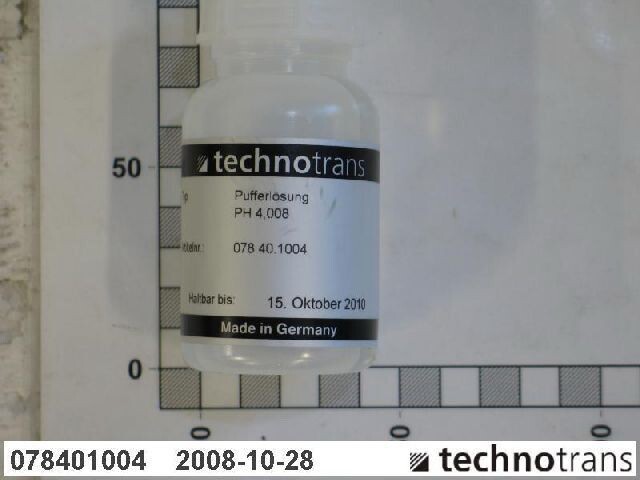 technotrans
Pufferlösung
PH 4,008
078 40.1004
Haltbar bis: 15. Oktober 2010
Made in Germany
50
0
0
0
0
078401004 2008-10-28
technotrans